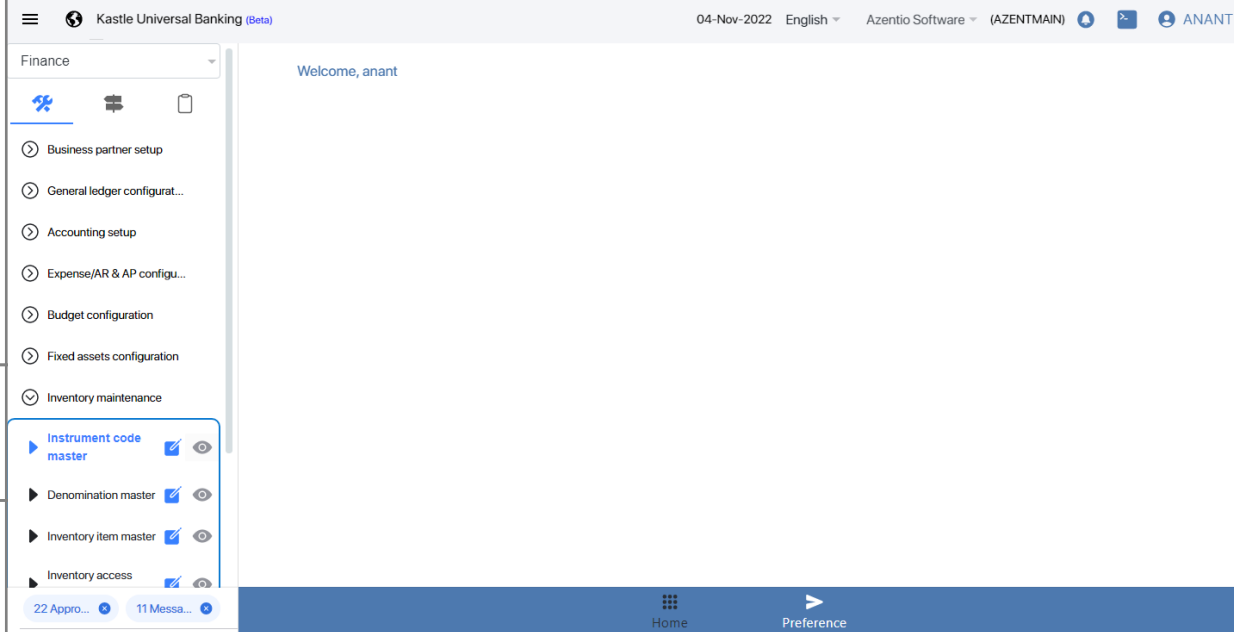 Kastle Universal Banking (Beta)
04-Nov-2022 English Azentio Software (AZENTMAIN) ANANT
Finance
Welcome, anant
Business partner setup
General ledger configurat...
Accounting setup
Expense/AR & AP configu...
Budget configuration
Fixed assets configuration
Inventory maintenance
Instrument code
master
Denomination master
Inventory item master
Inventory access
22 Appro... 11 Messa...
Home
Preference